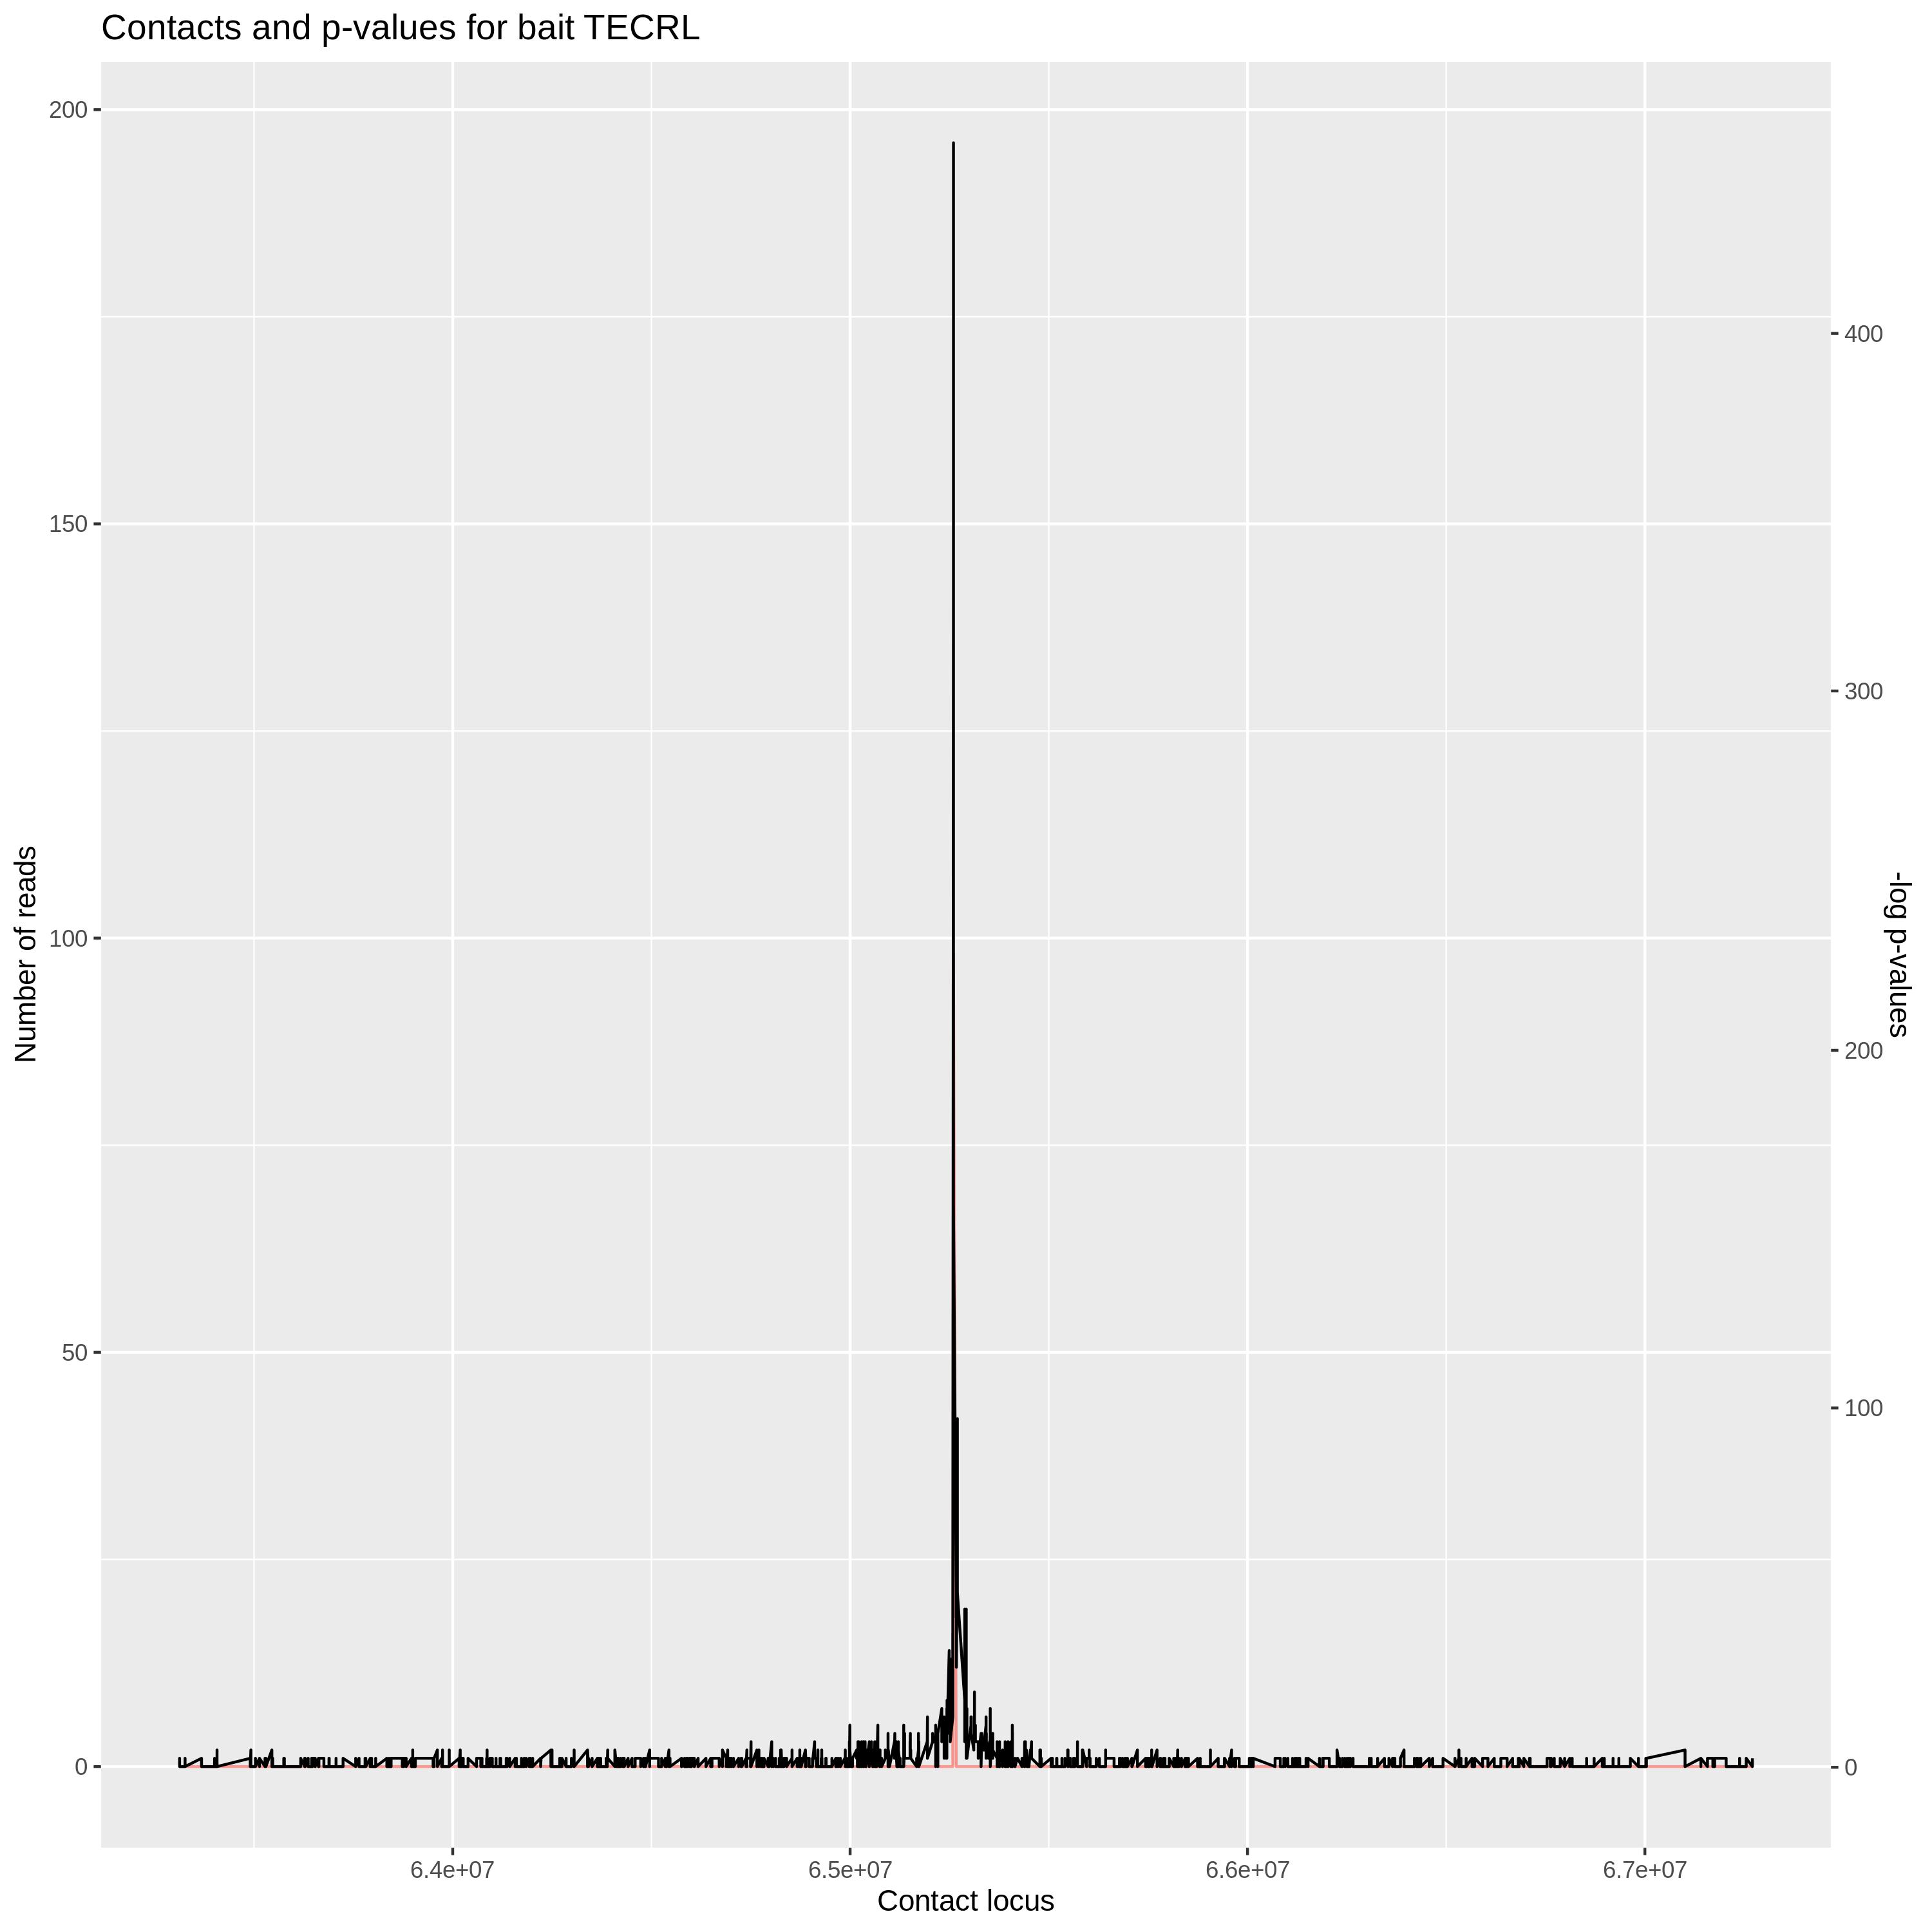 Contacts and p-values for bait TECRL
200
150
100
50
0
Number of reads
400
300
200
100
0
-log p-values
6.4e+07
6.5e+07
6.6e+07
6.7e+07
Contact locus